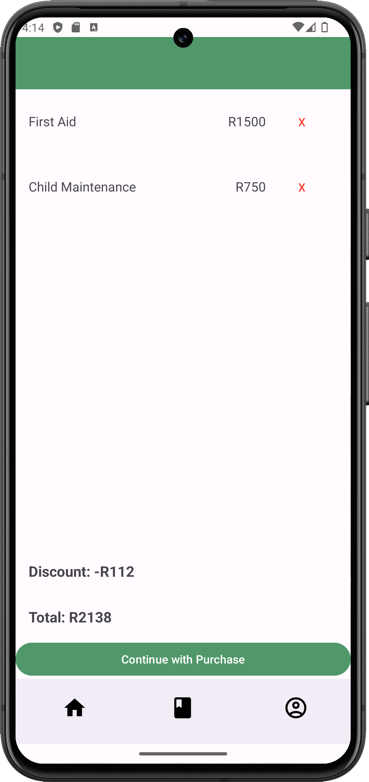 4:14
First Aid R1500 X
Child Maintenance R750 X
Discount: -R112
Total: R2138
Continue with Purchase